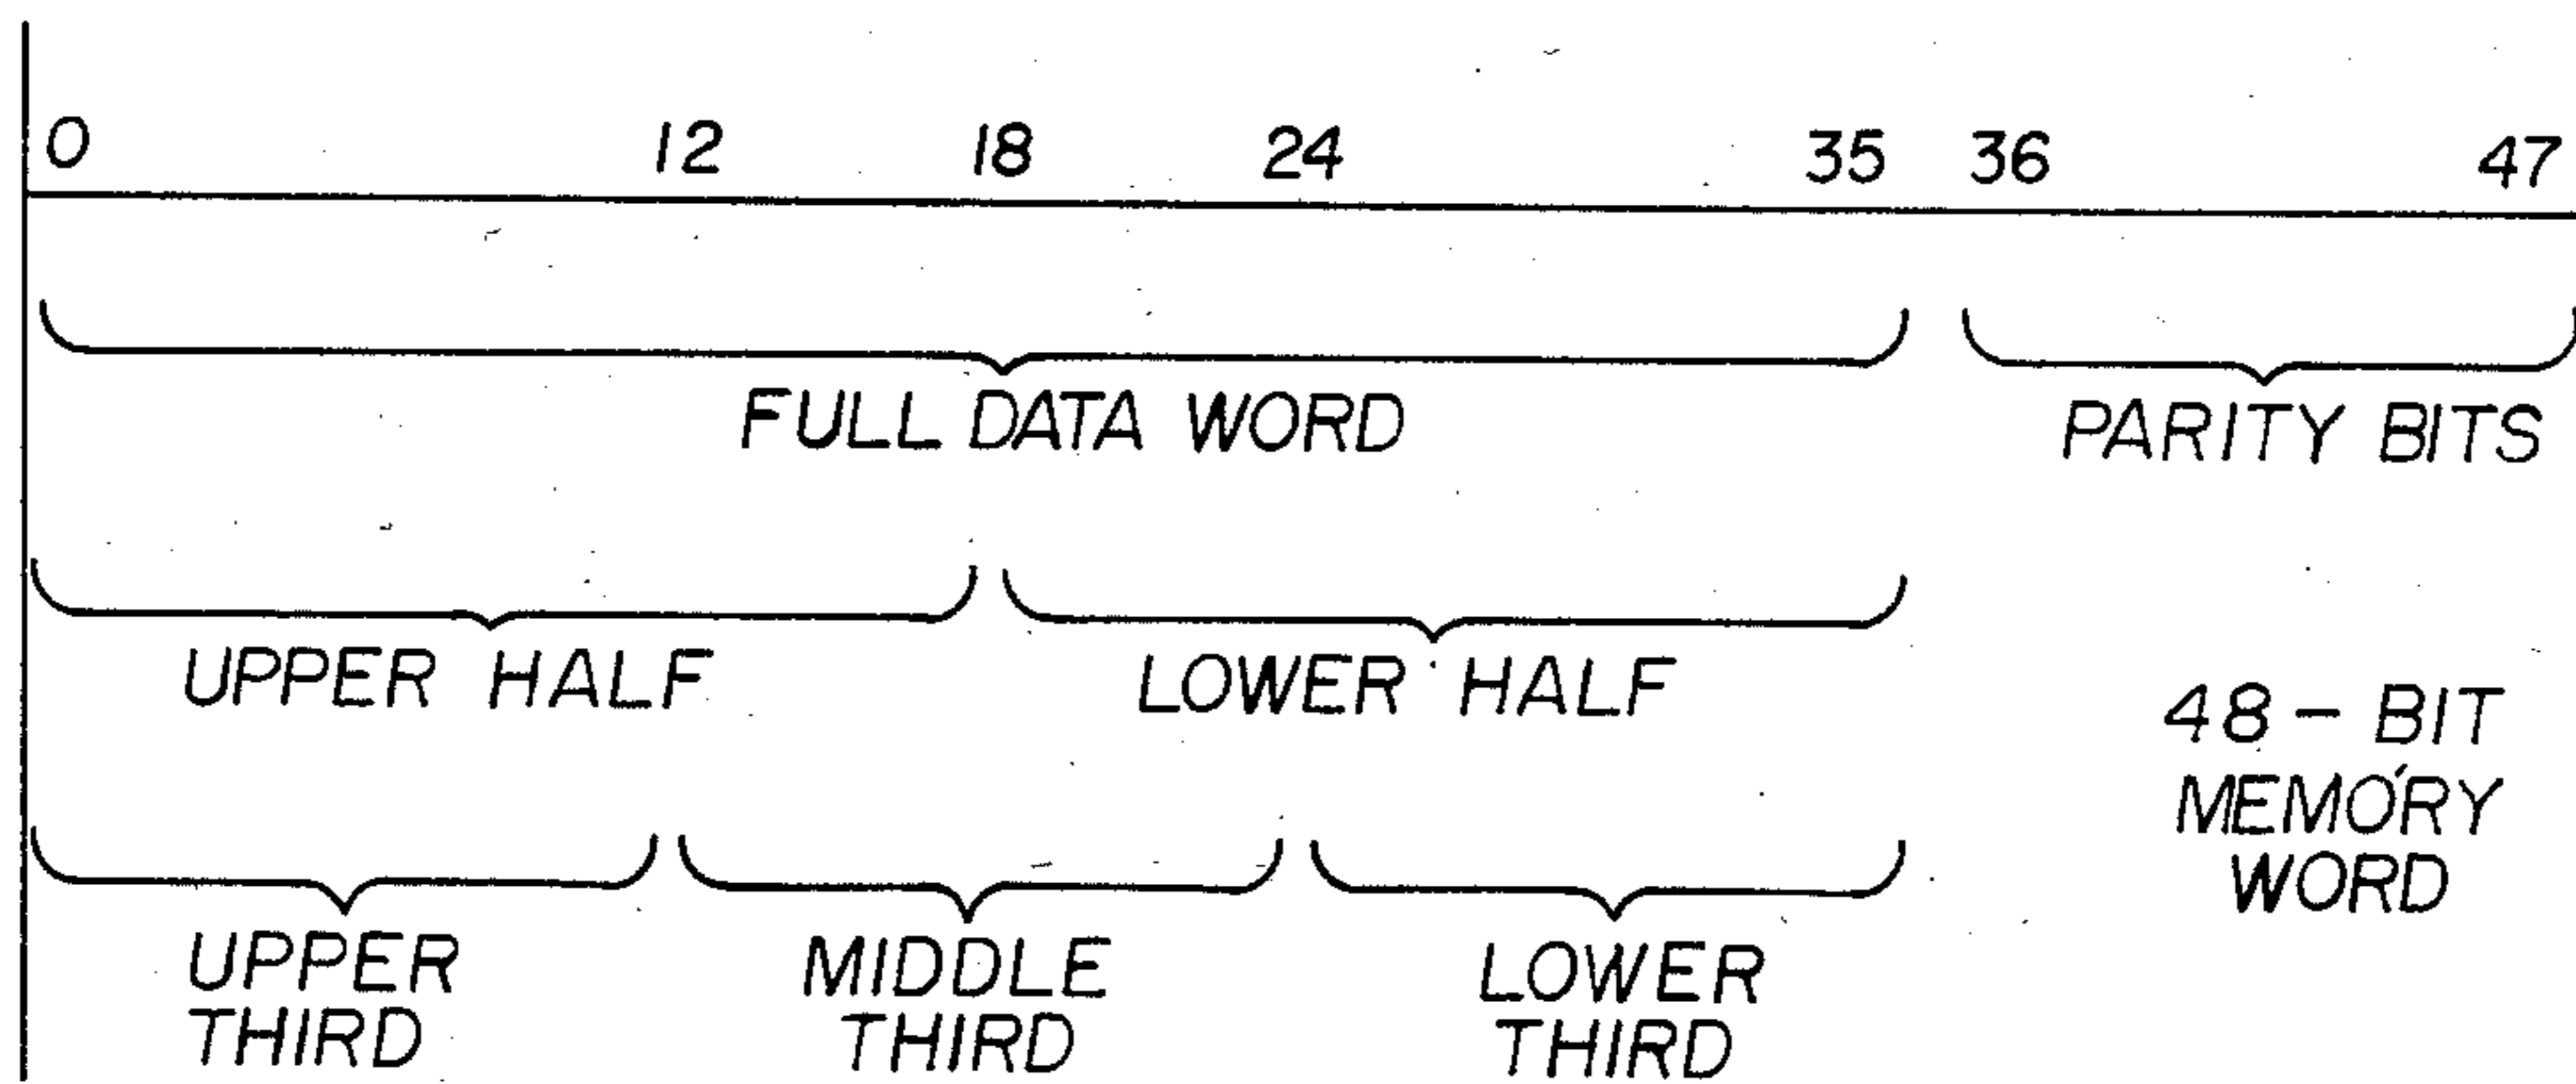 0 12 18 24 35 36 47
FULL DATA WORD PARITY BITS
UPPER HALF LOWER HALF
48-BIT
MEMORY
WORD
UPPER
THIRD
MIDDLE
THIRD
LOWER
THIRD